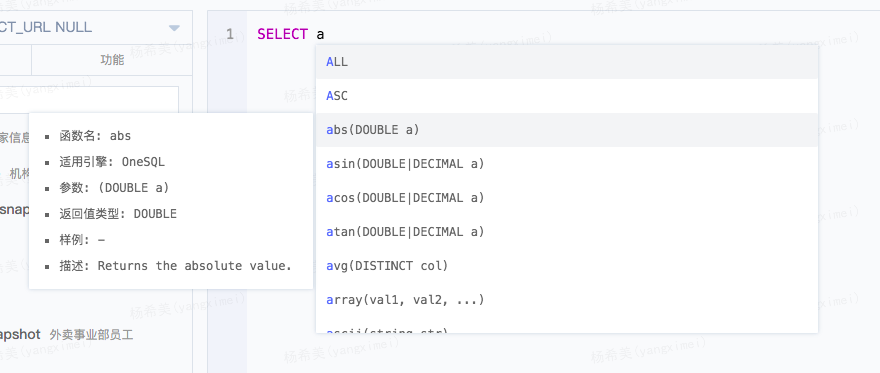 CT_URL NULL
功能
1 SELECT a
ALL
ASC
abs(DOUBLE a)
asin(DOUBLE|DECIMAL a)
acos(DOUBLE|DECIMAL a)
atan(DOUBLE|DECIMAL a)
avg(DISTINCT col)
array(val1, val2, ...)
ascii(string str)
家信息
机构
snap
函数名: abs
适用引擎: OneSQL
参数: (DOUBLE a)
返回值类型: DOUBLE
样例: –
描述: Returns the absolute value.
apshot 外卖事业部员工
杨希美(yangximei)